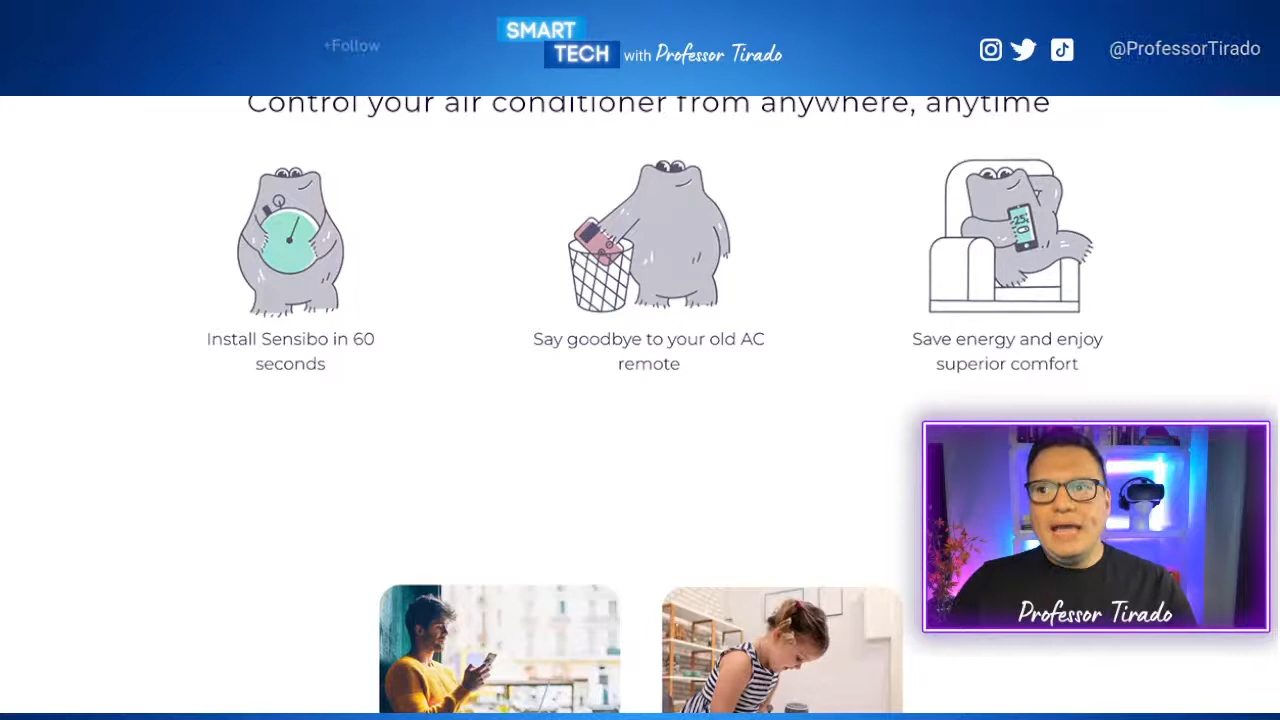 +Follow
SMART
TECH with Professor Tirado
@ProfessorTirado
Control your air conditioner from anywhere, anytime
-25-
Install Sensibo in 60
seconds
Say goodbye to your old AC
remote
Save energy and enjoy
superior comfort
Professor Tirado